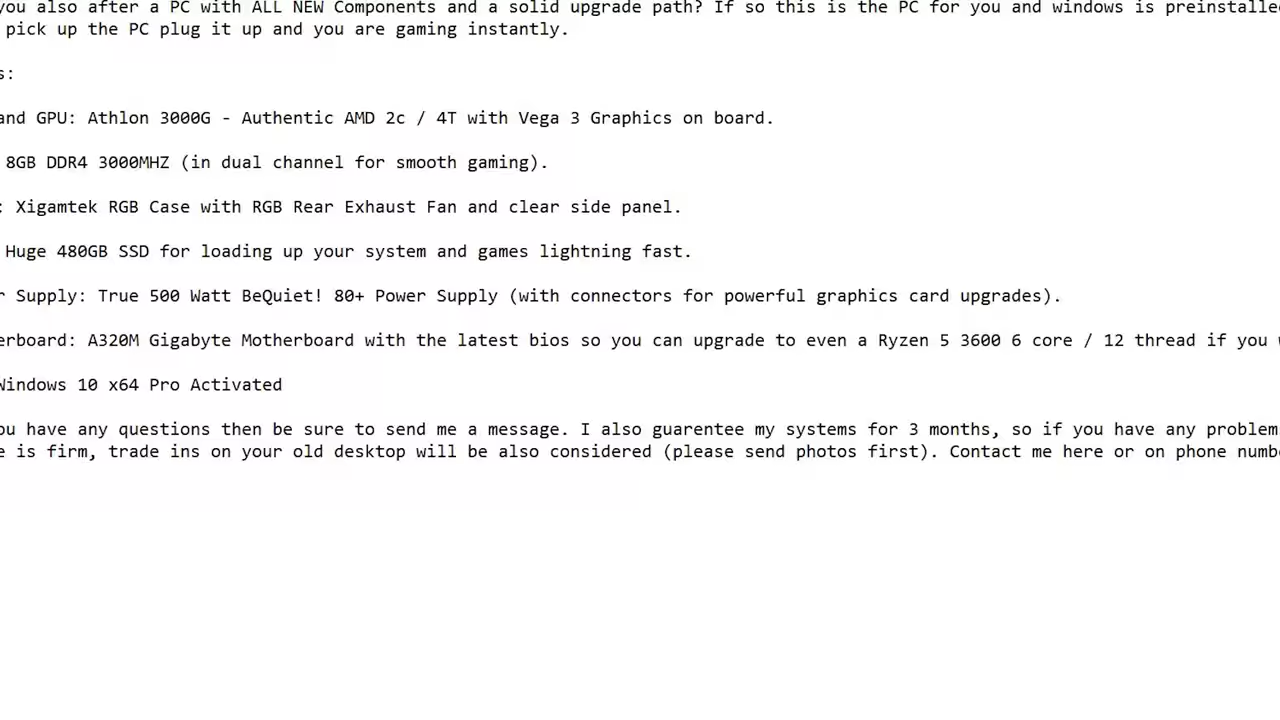 you also after a PC with ALL NEW Components and a solid upgrade path? If so this is the PC for you and windows is preinstalled
pick up the PC plug it up and you are gaming instantly.
s:
and GPU: Athlon 3000G - Authentic AMD 2c / 4T with Vega 3 Graphics on board.
8GB DDR4 3000MHZ (in dual channel for smooth gaming).
: Xigamtek RGB Case with RGB Rear Exhaust Fan and clear side panel.
Huge 480GB SSD for loading up your system and games lightning fast.
r Supply: True 500 Watt BeQuiet! 80+ Power Supply (with connectors for powerful graphics card upgrades).
erboard: A320M Gigabyte Motherboard with the latest bios so you can upgrade to even a Ryzen 5 3600 6 core / 12 thread if you
Windows 10 x64 Pro Activated
ou have any questions then be sure to send me a message. I also guarentee my systems for 3 months, so if you have any problem
e is firm, trade ins on your old desktop will be also considered (please send photos first). Contact me here or on phone numb